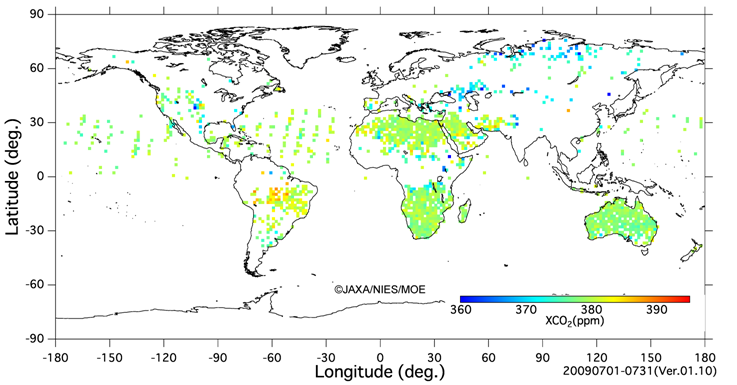 90
60
30
0
-30
-60
-90
Latitude (deg.)
©JAXA/NIES/MOE
360 370 380 390
XCO2(ppm)
-180 -150 -120 -90 -60 -30 0 30 60 90 120 150 180
Longitude (deg.)
20090701-0731(Ver.01.10)